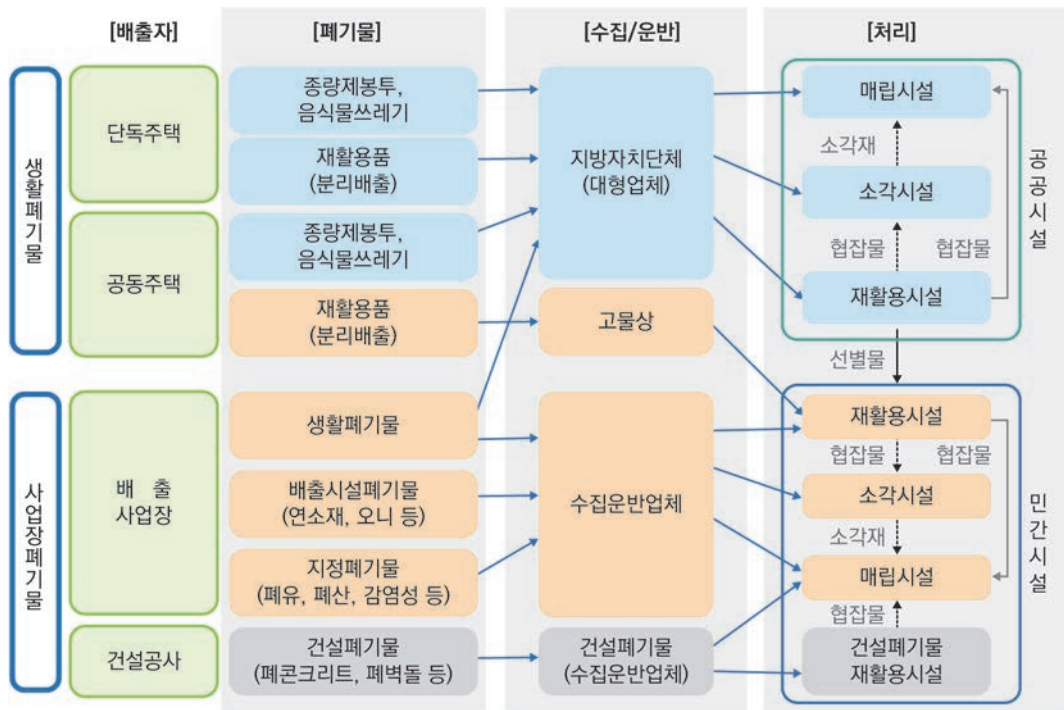 [배출자]
[폐기물]
[수집/운반]
[처리]
생활폐기물
단독주택
공동주택
종량제봉투,
음식물쓰레기
재활용품
(분리배출)
종량제봉투,
음식물쓰레기
재활용품
(분리배출)
지방자치단체
(대형업체)
고물상
매립시설
소각재
소각시설
협잡물
협잡물
재활용시설
공공시설
선별물
사업장폐기물
배 출
사업장
건설공사
생활폐기물
배출시설폐기물
(연소재, 오니 등)
지정폐기물
(폐유, 폐산, 감염성 등)
건설폐기물
(폐콘크리트, 폐벽돌 등)
수집운반업체
건설폐기물
(수집운반업체)
재활용시설
협잡물
협잡물
소각시설
소각재
매립시설
협잡물
건설폐기물
재활용시설
민간시설